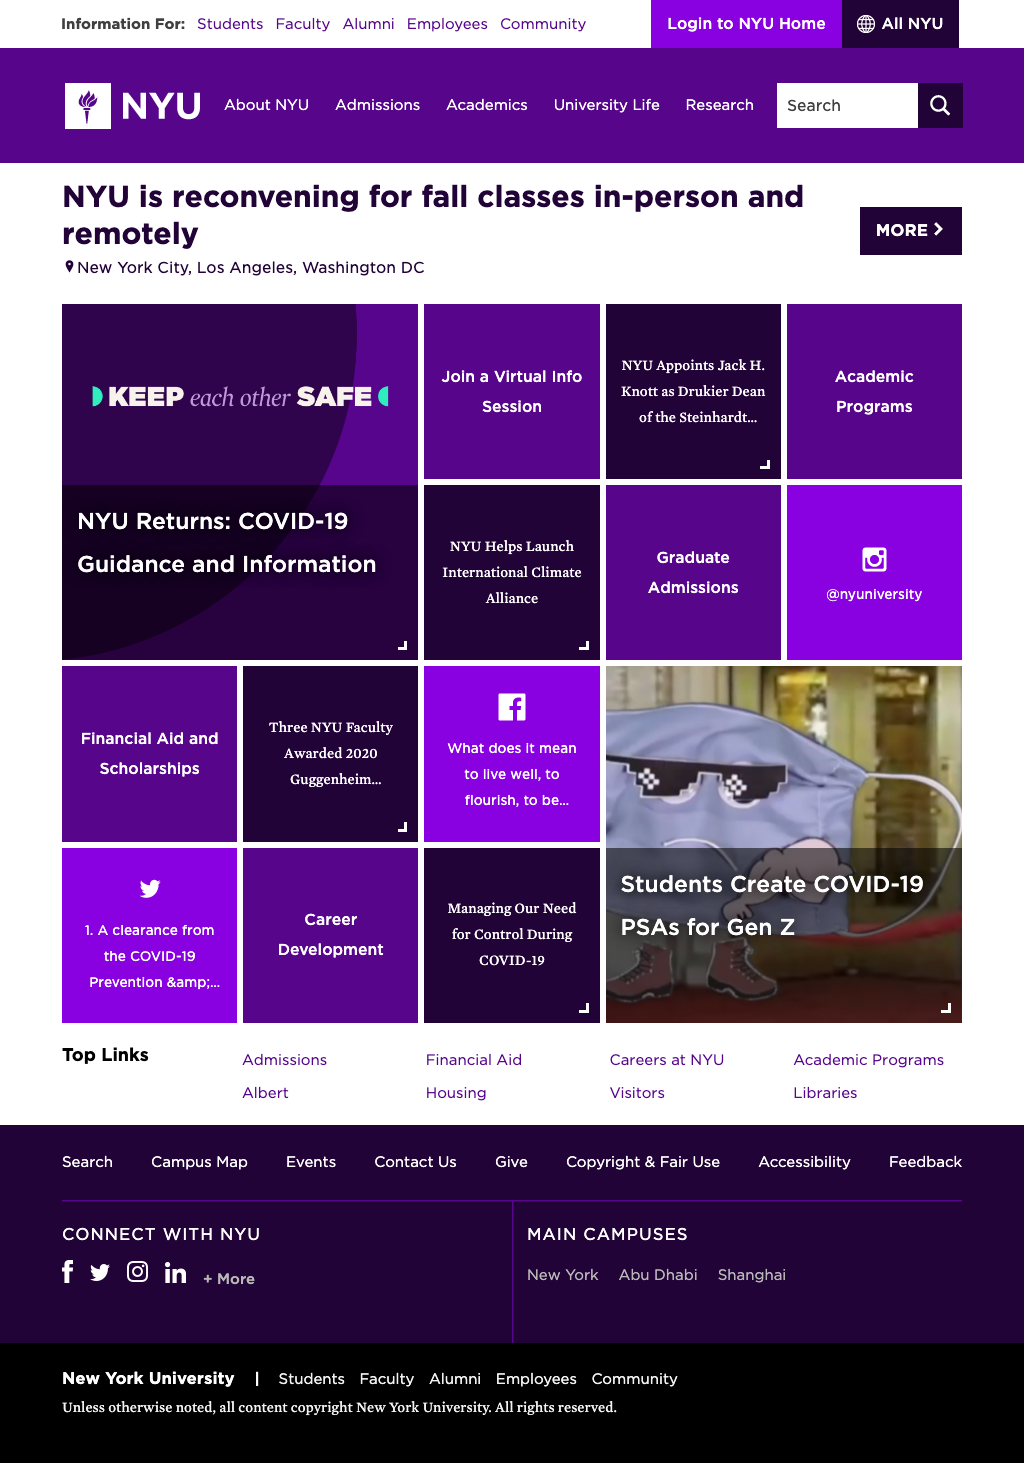 Information For: Students Faculty Alumni Employees Community
Login to NYU Home
All NYU
NYU
About NYU Admissions Academics University Life Research
Search
NYU is reconvening for fall classes in-person and
remotely
New York City, Los Angeles, Washington DC
MORE
KEEP each other SAFE
NYU Returns: COVID-19
Guidance and Information
Join a Virtual Info
Session
NYU Appoints Jack H.
Knott as Drukier Dean
of the Steinhardt...
Academic
Programs
NYU Helps Launch
International Climate
Alliance
Graduate
Admissions
@nyuniversity
Financial Aid and
Scholarships
Three NYU Faculty
Awarded 2020
Guggenheim...
What does it mean
to live well, to
flourish, to be...
Students Create COVID-19
PSAs for Gen Z
1. A clearance from
the COVID-19
Prevention &amp;...
Career
Development
Managing Our Need
for Control During
COVID-19
Top Links
Admissions Financial Aid Careers at NYU Academic Programs
Albert Housing Visitors Libraries
Search Campus Map Events Contact Us Give Copyright & Fair Use Accessibility Feedback
CONNECT WITH NYU
+ More
MAIN CAMPUSES
New York Abu Dhabi Shanghai
New York University | Students Faculty Alumni Employees Community
Unless otherwise noted, all content copyright New York University. All rights reserved.